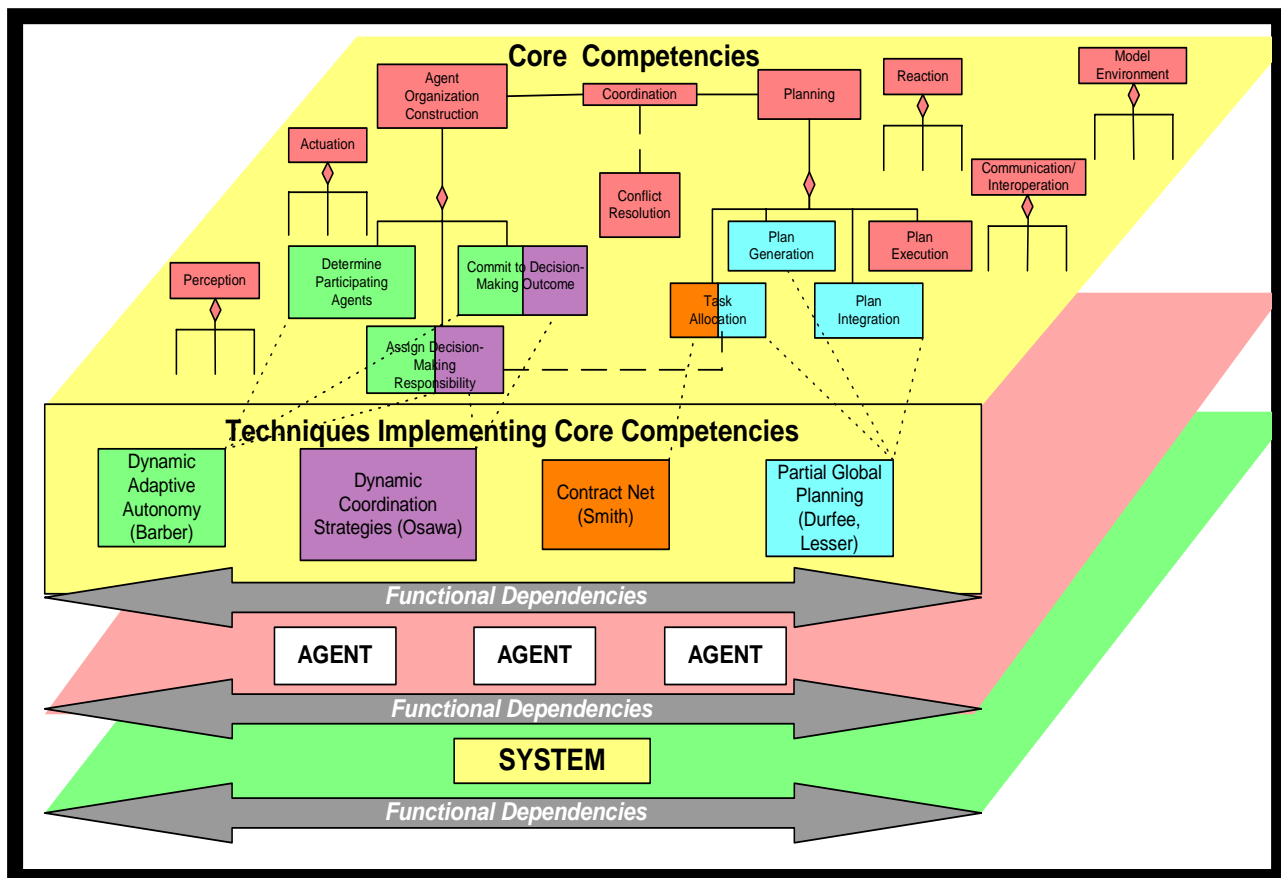 Core Competencies
Agent
Organization
Construction
Coordination
Planning
Reaction
Model
Environment
Actuation
Conflict
Resolution
Communication/
Interoperation
Perception
Determine
Participating
Agents
Commit to Decision-
Making Outcome
Plan
Generation
Plan
Execution
Task
Allocation
Plan
Integration
Assign Decision-
Making
Responsibility
Techniques Implementing Core Competencies
Dynamic
Adaptive
Autonomy
(Barber)
Dynamic
Coordination
Strategies (Osawa)
Contract Net
(Smith)
Partial Global
Planning
(Durfee,
Lesser)
Functional Dependencies
AGENT
AGENT
AGENT
Functional Dependencies
SYSTEM
Functional Dependencies